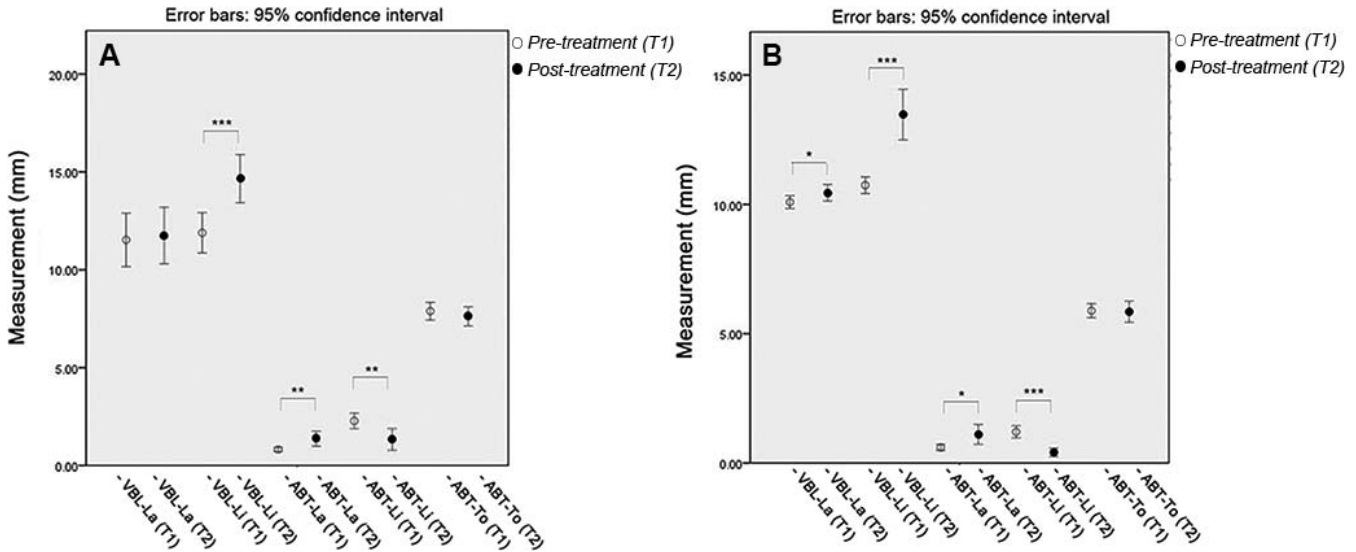 Error bars: 95% confidence interval
A
○ Pre-treatment (T1)
● Post-treatment (T2)
Measurement (mm)
20.00
15.00
10.00
5.00
0.00
***
**
**
- VBL-La (T1)
- VBL-La (T2)
- VBL-Li (T1)
- VBL-Li (T2)
- ABT-La (T1)
- ABT-La (T2)
- ABT-Li (T1)
- ABT-Li (T2)
- ABT-To (T1)
- ABT-To (T2)
Error bars: 95% confidence interval
B
○ Pre-treatment (T1)
● Post-treatment (T2)
Measurement (mm)
15.00
10.00
5.00
0.00
***
*
*
***
- VBL-La (T1)
- VBL-La (T2)
- VBL-Li (T1)
- VBL-Li (T2)
- ABT-La (T1)
- ABT-La (T2)
- ABT-Li (T1)
- ABT-Li (T2)
- ABT-To (T1)
- ABT-To (T2)